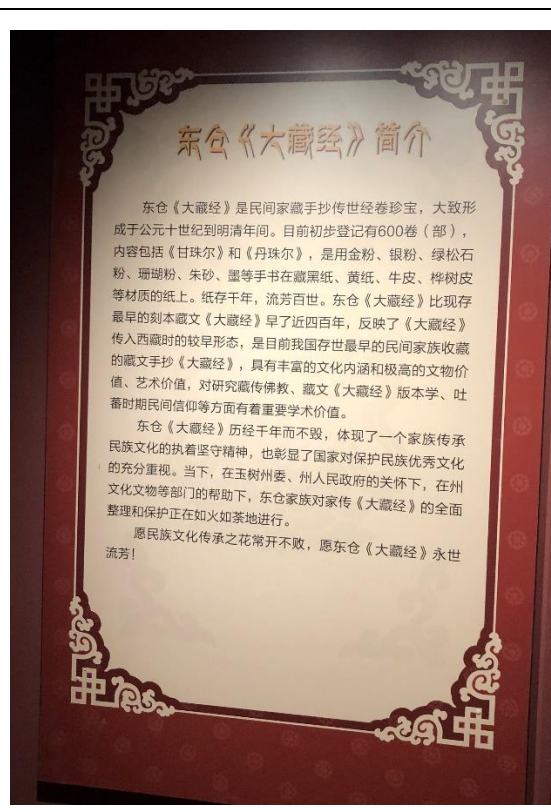 东仓《大藏经》简介
东仓《大藏经》是民间家藏手抄传世经卷珍宝，大致形
成于公元十世纪到明清年间。目前初步登记有600卷（部），
内容包括《甘珠尔》和《丹珠尔》，是用金粉、银粉、绿松石
粉、珊瑚粉、朱砂、墨等手书在藏黑纸、黄纸、牛皮、桦树皮
等材质的纸上。纸存千年，流芳百世。东仓《大藏经》比现存
最早的刻本藏文《大藏经》早了近四百年，反映了《大藏经》
传入西藏时的较早形态，是目前我国存世最早的民间家族收藏
的藏文手抄《大藏经》，具有丰富的文化内涵和极高的文物价
值、艺术价值，对研究藏传佛教、藏文《大藏经》版本学、吐
蕃时期民间信仰等方面有着重要学术价值。
东仓《大藏经》历经千年而不毁，体现了一个家族传承
民族文化的执着坚守精神，也彰显了国家对保护民族优秀文化
的充分重视。当下，在玉树州委、州人民政府的关怀下，在州
文化文物等部门的帮助下，东仓家族对家传《大藏经》的全面
整理和保护正在如火如荼地进行。
愿民族文化传承之花常开不败，愿东仓《大藏经》永世
流芳！